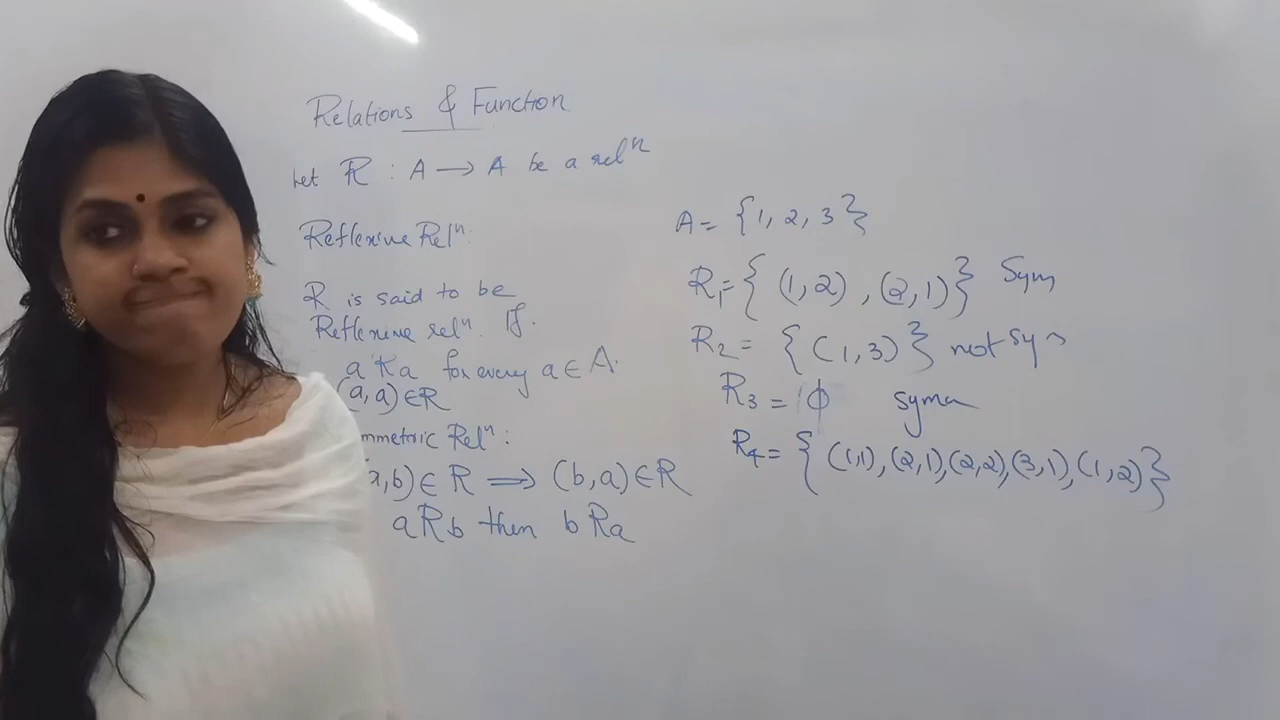 Relations & Function
Let R : A → A be a relⁿ
Reflexive Relⁿ:
R is said to be
Reflexive relⁿ. If
a R a for every a ∈ A.
(a, a) ∈ R
mmetric Relⁿ:
a, b) ∈ R ⟹ (b, a) ∈ R
aRb then bRa
A = {1, 2, 3}
R₁ = { (1, 2) , (2, 1) } Sym
R₂ = { (1, 3) } not sym
R₃ = ϕ
R₄ = { (1,1), (2,1), (2,2), (3,1), (1,2) }